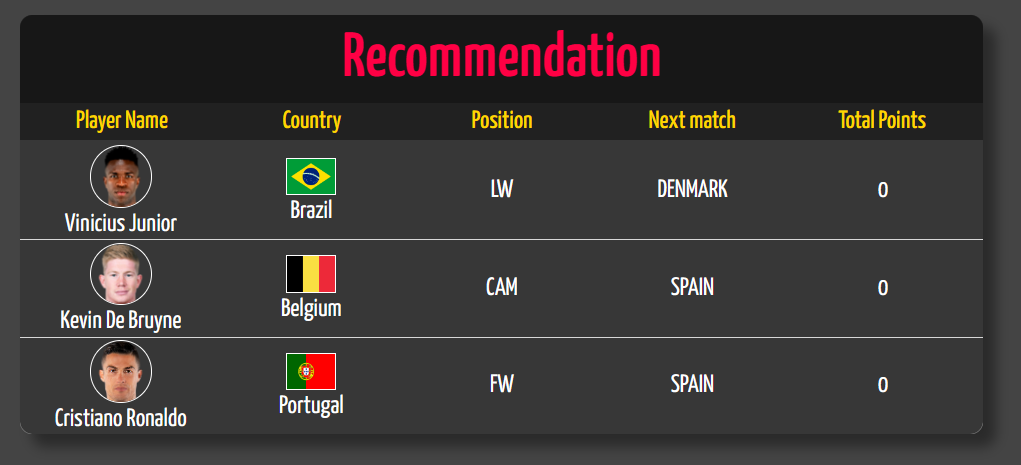 Recommendation
Player Name Country Position Next match Total Points
Vinicius Junior Brazil LW DENMARK 0
Kevin De Bruyne Belgium CAM SPAIN 0
Cristiano Ronaldo Portugal FW SPAIN 0